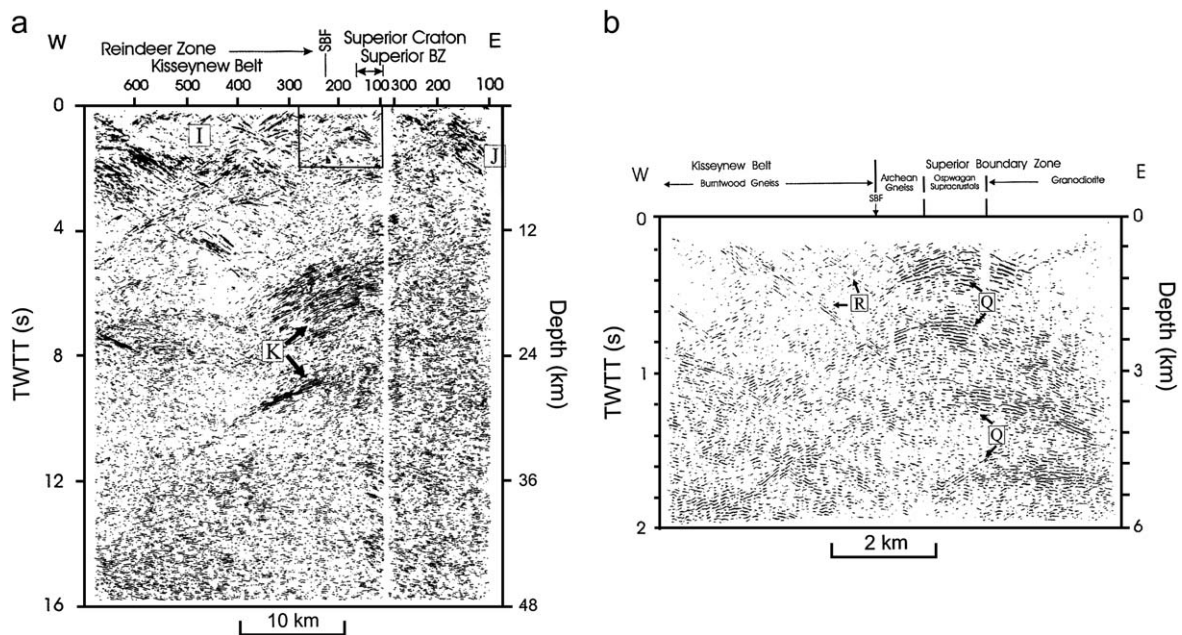 a
W
E
Reindeer Zone
Kisseynew Belt
SBF
Superior Craton
Superior BZ
600 500 400 300 200 100 300 200 100
0
4
8
12
16
TWTT (s)
I
J
K
12
24
36
48
Depth (km)
10 km
b
W
E
Kisseynew Belt
Superior Boundary Zone
Burntwood Gneiss
SBF
Archean
Gneiss
Ospwagan
Supracrustals
Granodiorite
0
1
2
TWTT (s)
R
Q
Q
0
3
6
Depth (km)
2 km